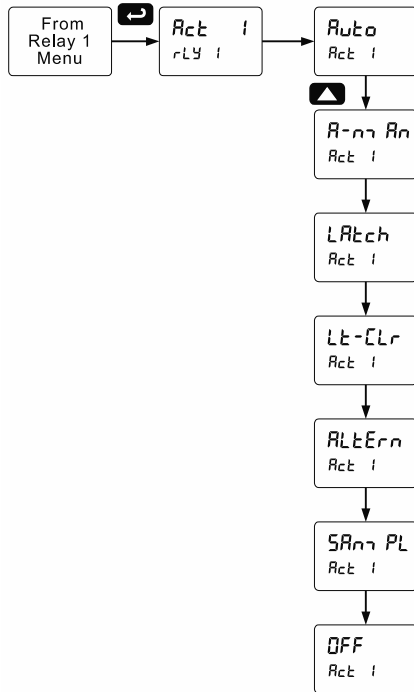 From
Relay 1
Menu
Act 1
rLY 1
Auto
Act 1
A-mAn
Act 1
LAtch
Act 1
Lt-CLr
Act 1
ALtErn
Act 1
SAmPL
Act 1
OFF
Act 1